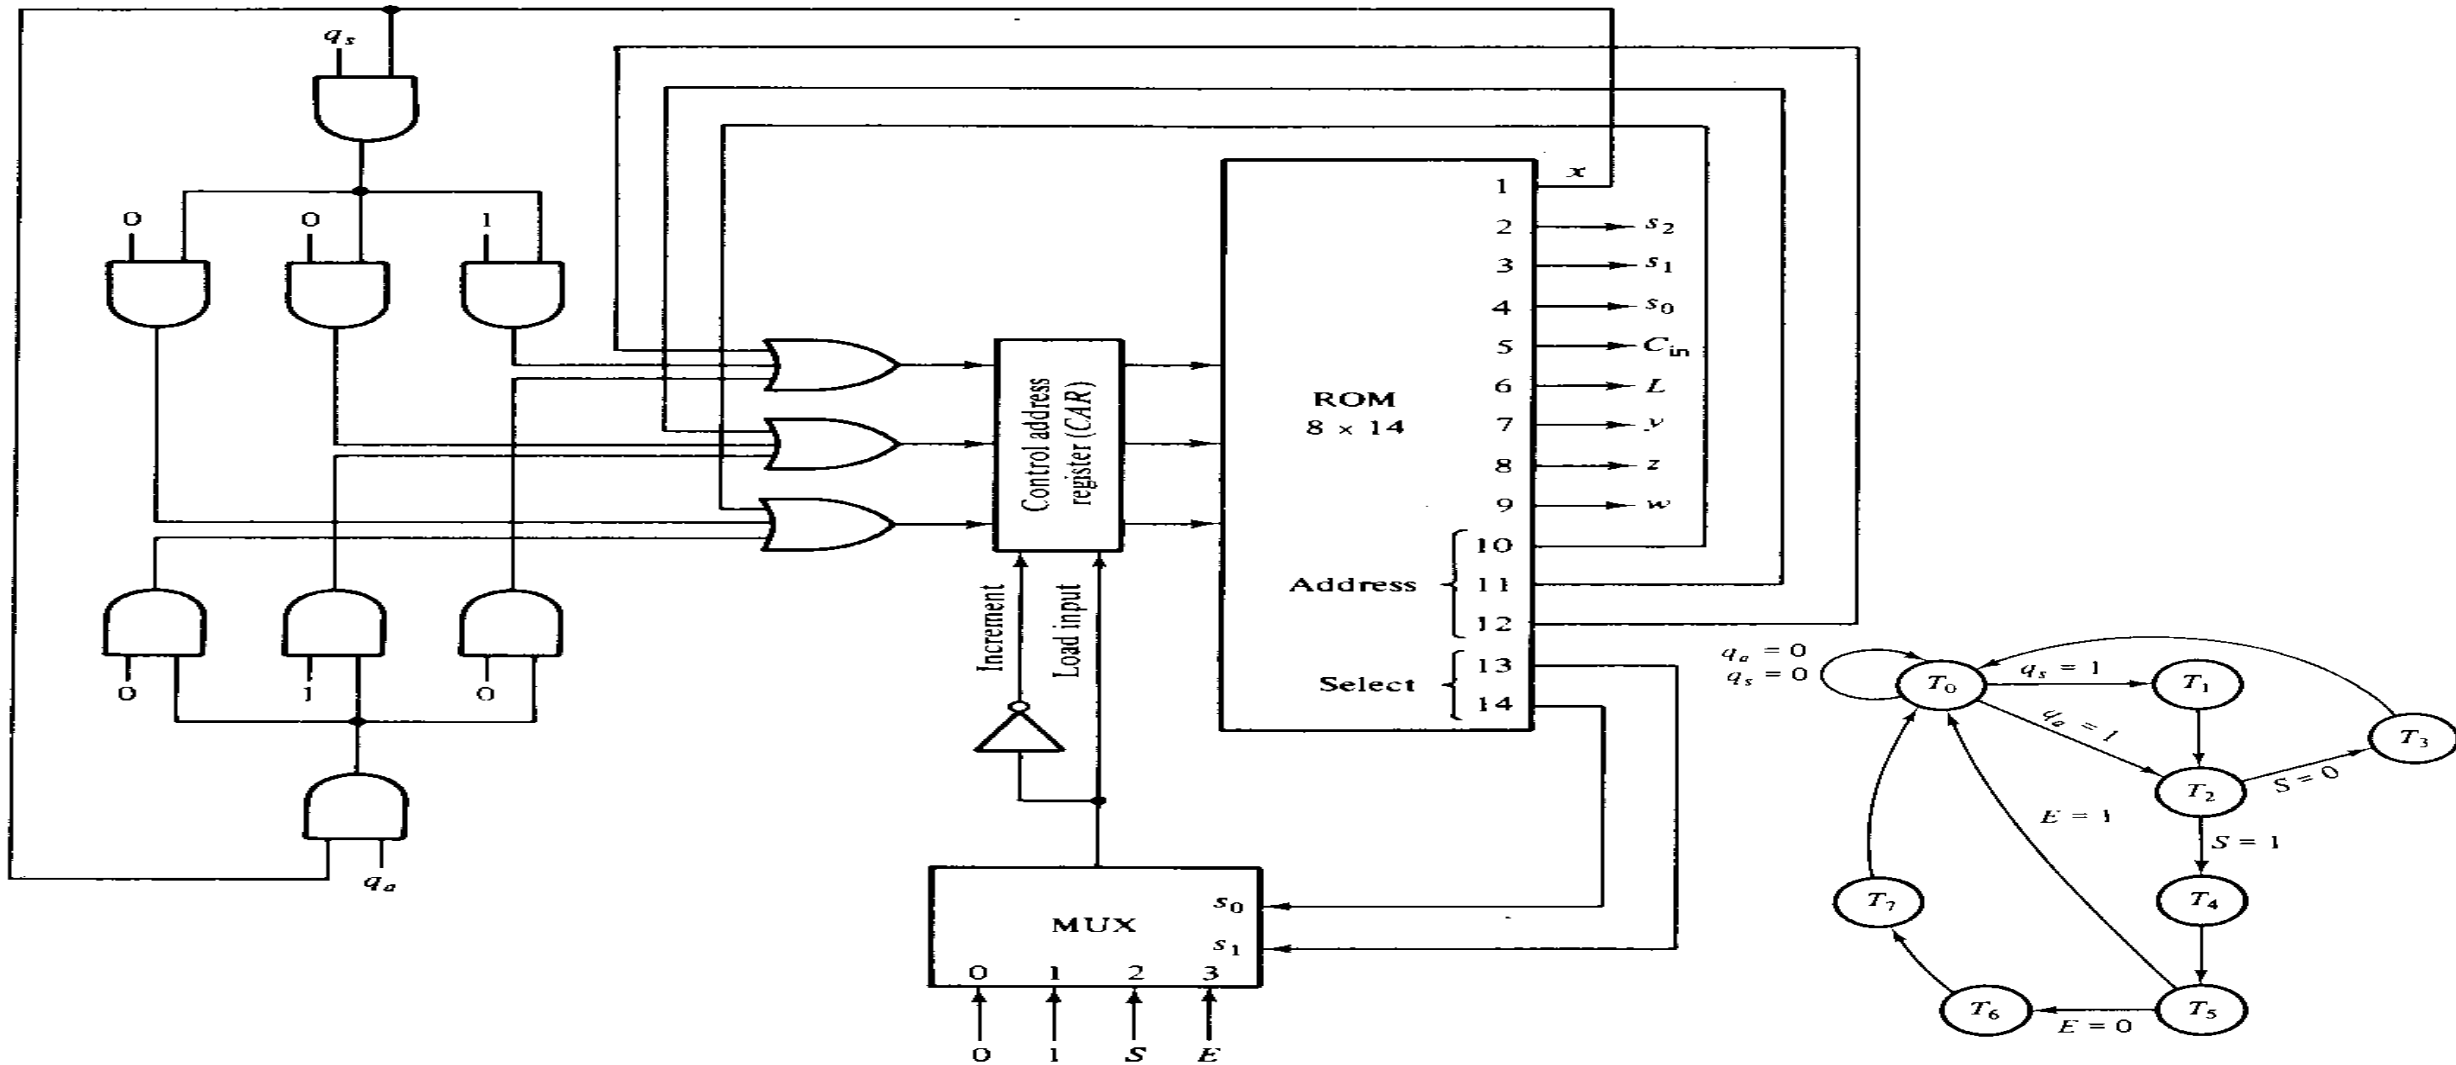 q_s
0 0 1
0 1 0
q_a
Control address
register (CAR)
Increment
Load input
ROM
8 × 14
1 x
2 s_2
3 s_1
4 s_0
5 C_in
6 L
7 y
8 z
9 w
10
Address 11
12
13
Select
14
MUX
s_0
s_1
0 1 2 3
0 1 S E
q_a = 0
q_s = 0
T_0
q_s = 1
T_1
q_a = 1
T_2
S = 0
T_3
E = 1
S = 1
T_4
T_7
T_6
E = 0
T_5